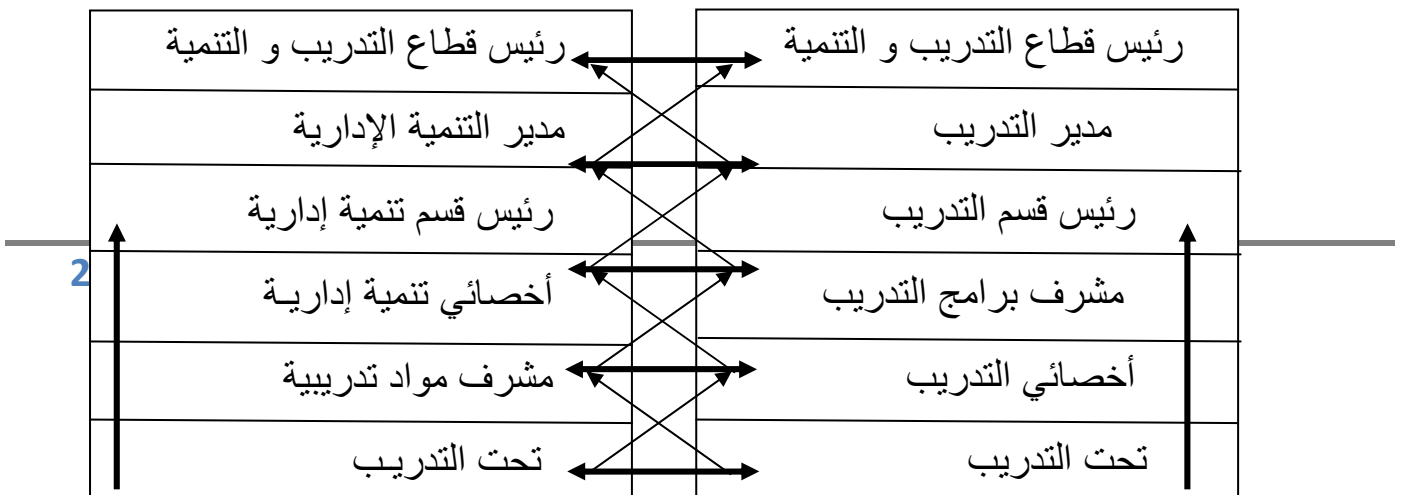 رئيس قطاع التدريب و التنمية
رئيس قطاع التدريب و التنمية
مدير التدريب
مدير التنمية الإدارية
رئيس قسم التدريب
رئيس قسم تنمية إدارية
2
مشرف برامج التدريب
أخصائي تنمية إداريـة
أخصائي التدريب
مشرف مواد تدريبية
تحت التدريب
تحت التدريـب